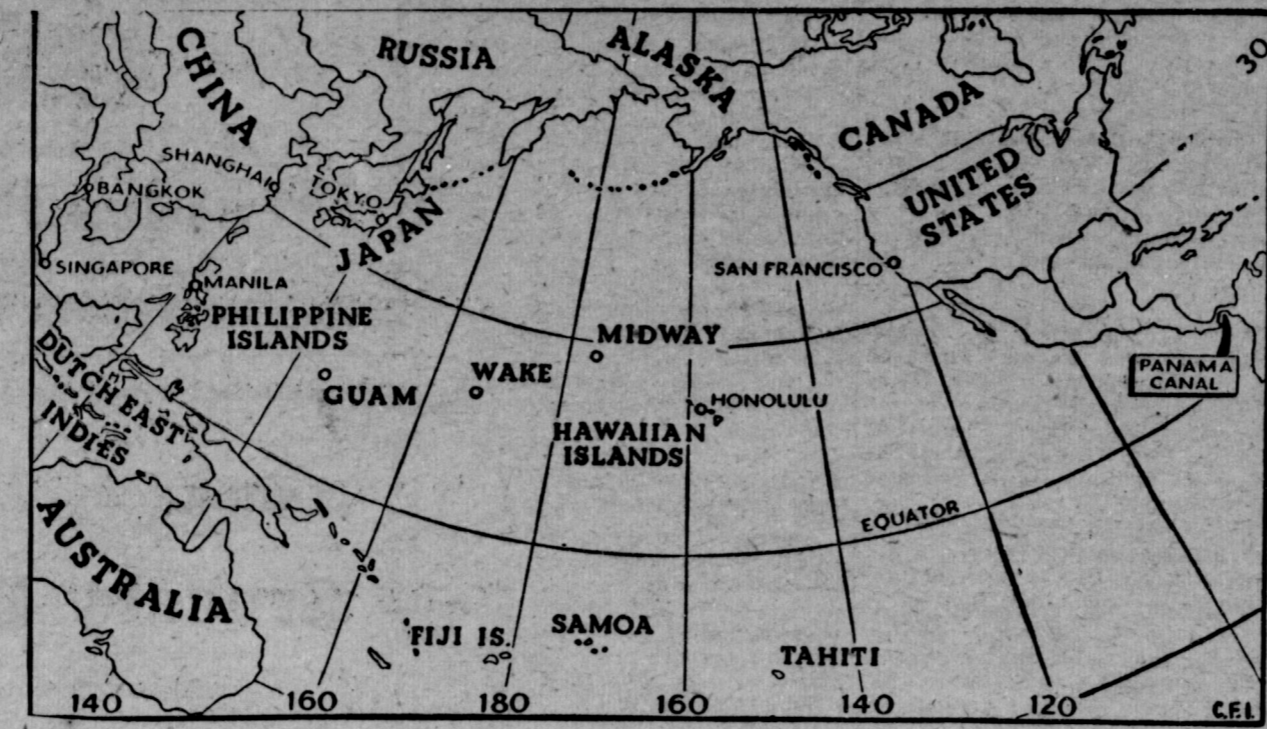 RUSSIA
ALASKA
CHINA
CANADA
30
SHANGHAI
TOKYO
BANGKOK
UNITED
STATES
JAPAN
SINGAPORE
SAN FRANCISCO
MANILA
PHILIPPINE
ISLANDS
MIDWAY
DUTCH EAST
INDIES
GUAM
WAKE
PANAMA
CANAL
HONOLULU
HAWAIIAN
ISLANDS
EQUATOR
AUSTRALIA
FIJI IS.
SAMOA
TAHITI
140
160
180
160
140
120
C.F.I.